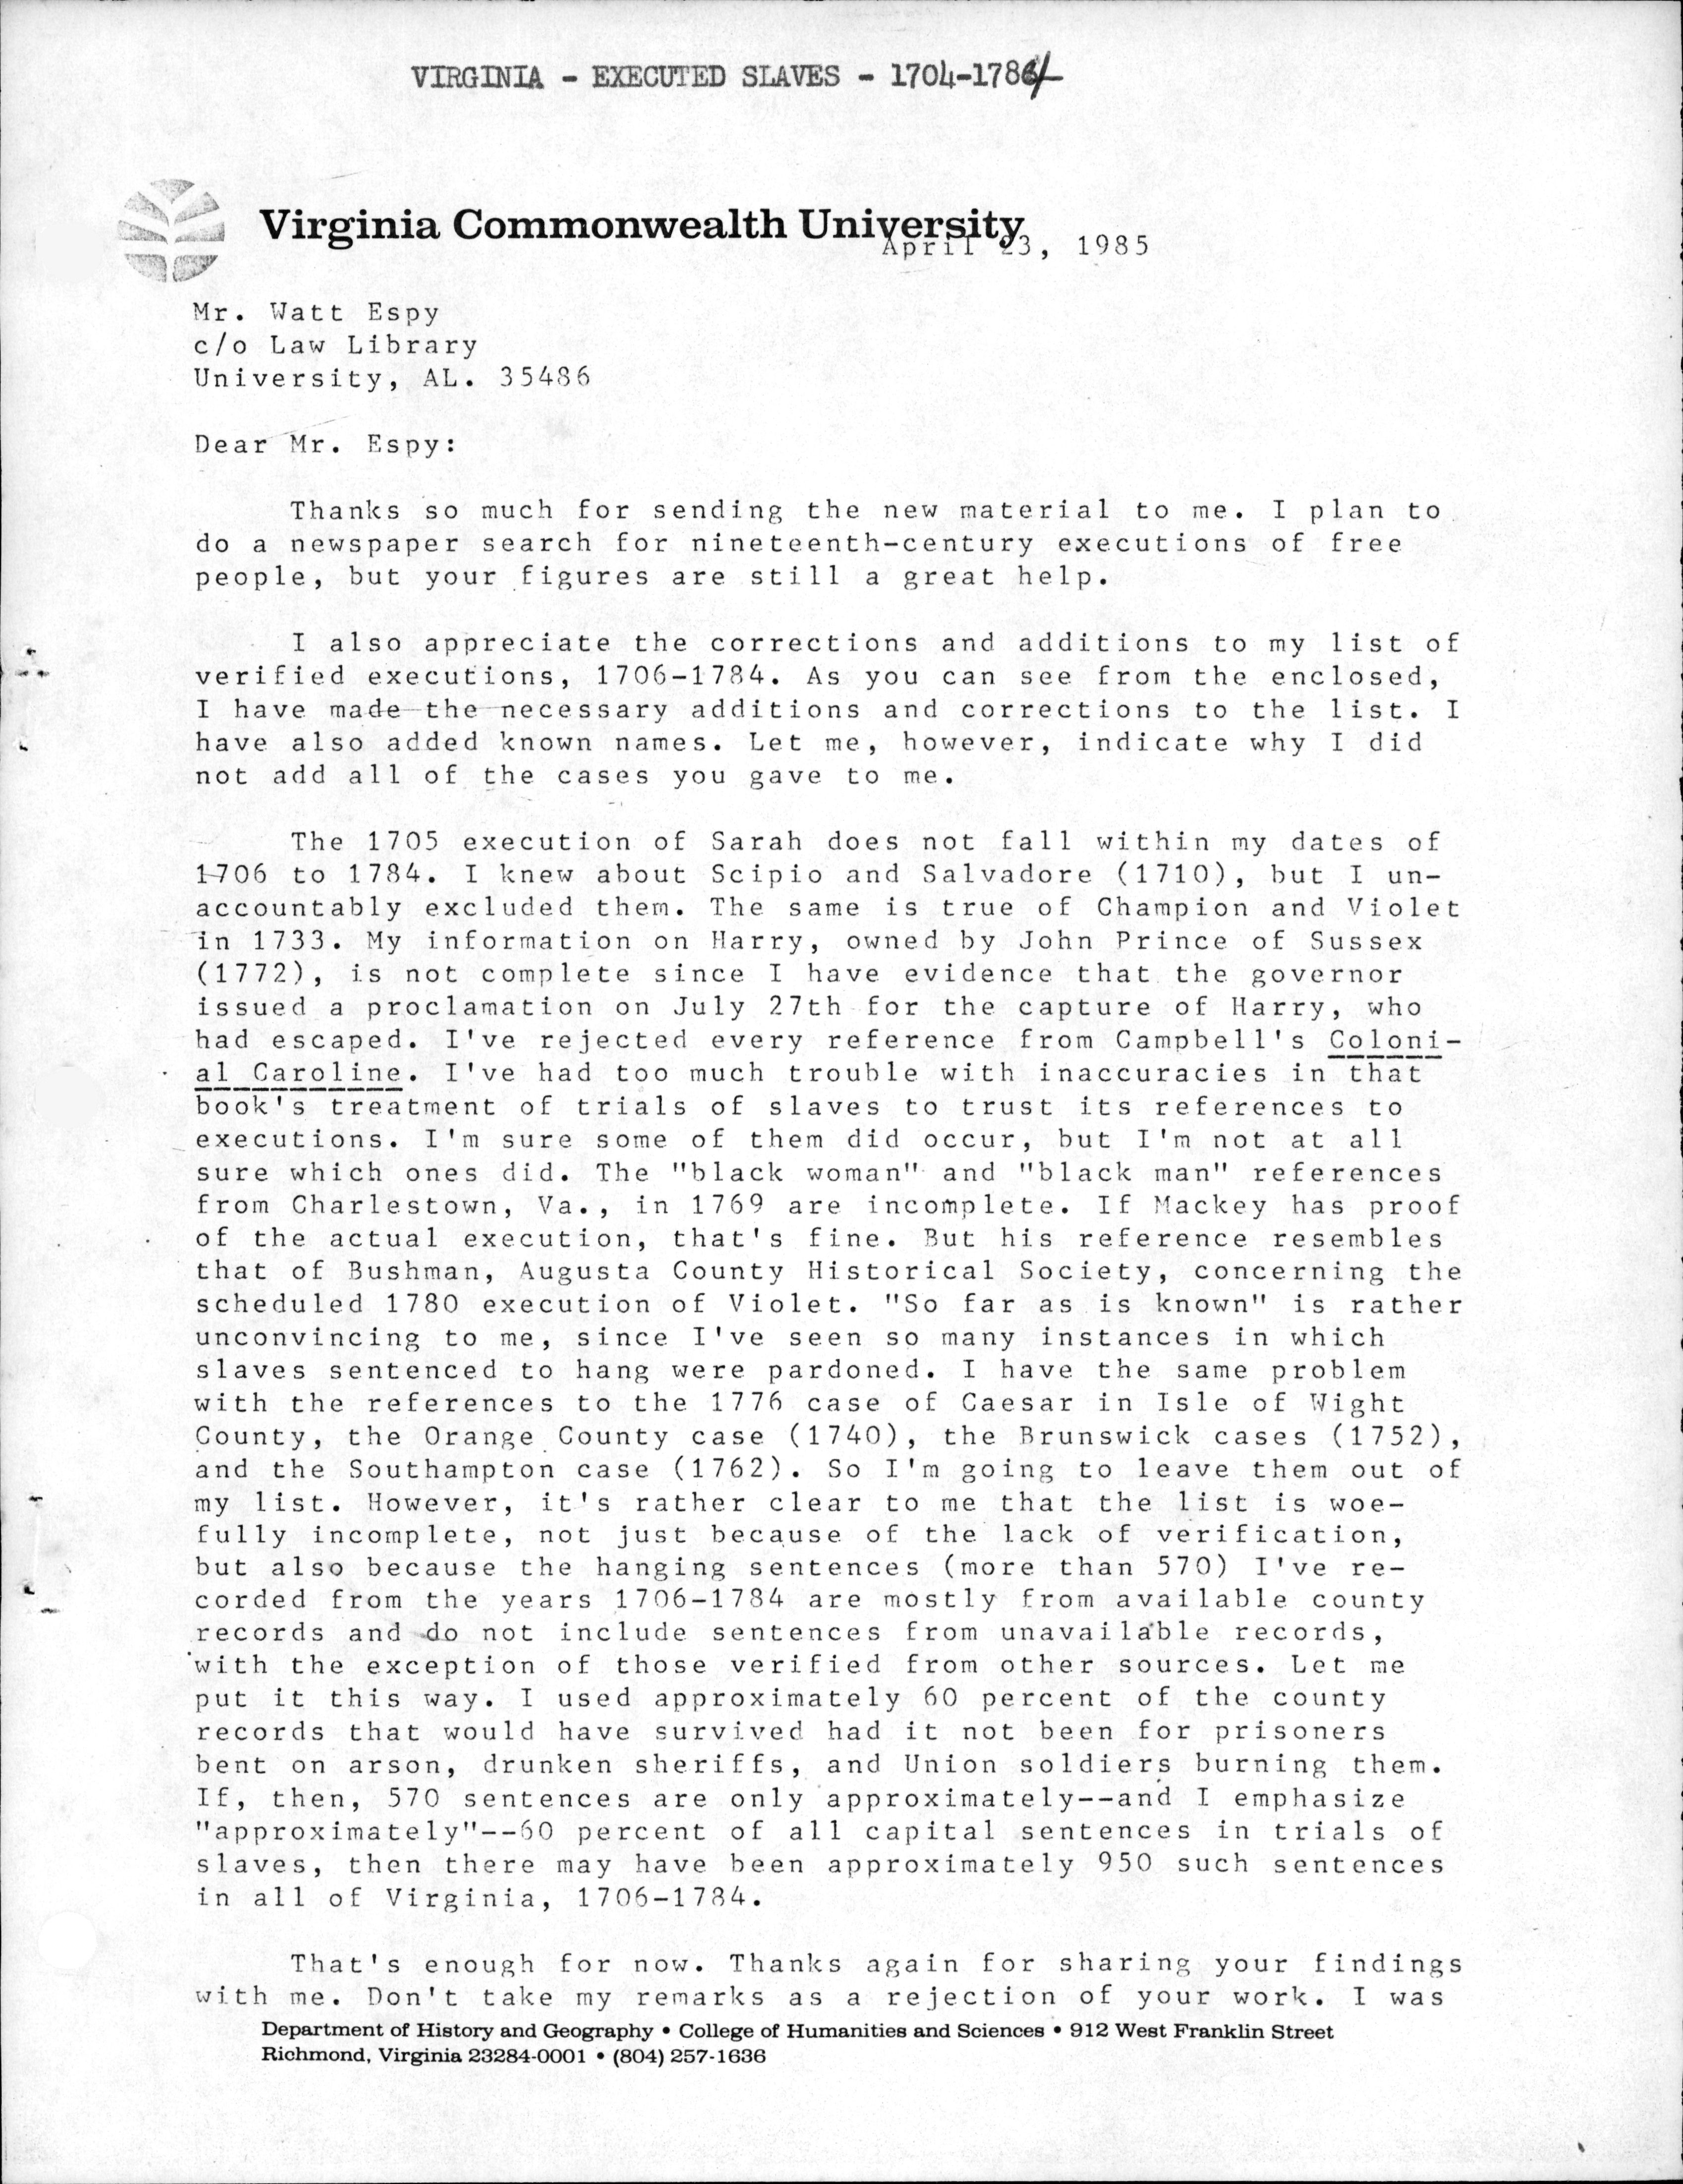 VIRGINIA - EXECUTED SLAVES - 1704-1784
Virginia Commonwealth University
April 23, 1985
Mr. Watt Espy
c/o Law Library
University, AL. 35486
Dear Mr. Espy:
Thanks so much for sending the new material to me. I plan to
do a newspaper search for nineteenth-century executions of free
people, but your figures are still a great help.
I also appreciate the corrections and additions to my list of
verified executions, 1706-1784. As you can see from the enclosed,
I have made the necessary additions and corrections to the list. I
have also added known names. Let me, however, indicate why I did
not add all of the cases you gave to me.
The 1705 execution of Sarah does not fall within my dates of
1706 to 1784. I knew about Scipio and Salvadore (1710), but I un-
accountably excluded them. The same is true of Champion and Violet
in 1733. My information on Harry, owned by John Prince of Sussex
(1772), is not complete since I have evidence that the governor
issued a proclamation on July 27th for the capture of Harry, who
had escaped. I've rejected every reference from Campbell's Coloni-
al Caroline. I've had too much trouble with inaccuracies in that
book's treatment of trials of slaves to trust its references to
executions. I'm sure some of them did occur, but I'm not at all
sure which ones did. The "black woman" and "black man" references
from Charlestown, Va., in 1769 are incomplete. If Mackey has proof
of the actual execution, that's fine. But his reference resembles
that of Bushman, Augusta County Historical Society, concerning the
scheduled 1780 execution of Violet. "So far as is known" is rather
unconvincing to me, since I've seen so many instances in which
slaves sentenced to hang were pardoned. I have the same problem
with the references to the 1776 case of Caesar in Isle of Wight
County, the Orange County case (1740), the Brunswick cases (1752),
and the Southampton case (1762). So I'm going to leave them out of
my list. However, it's rather clear to me that the list is woe-
fully incomplete, not just because of the lack of verification,
but also because the hanging sentences (more than 570) I've re-
corded from the years 1706-1784 are mostly from available county
records and do not include sentences from unavailable records,
with the exception of those verified from other sources. Let me
put it this way. I used approximately 60 percent of the county
records that would have survived had it not been for prisoners
bent on arson, drunken sheriffs, and Union soldiers burning them.
If, then, 570 sentences are only approximately--and I emphasize
"approximately"--60 percent of all capital sentences in trials of
slaves, then there may have been approximately 950 such sentences
in all of Virginia, 1706-1784.
That's enough for now. Thanks again for sharing your findings
with me. Don't take my remarks as a rejection of your work. I was
Department of History and Geography • College of Humanities and Sciences • 912 West Franklin Street
Richmond, Virginia 23284-0001 • (804) 257-1636